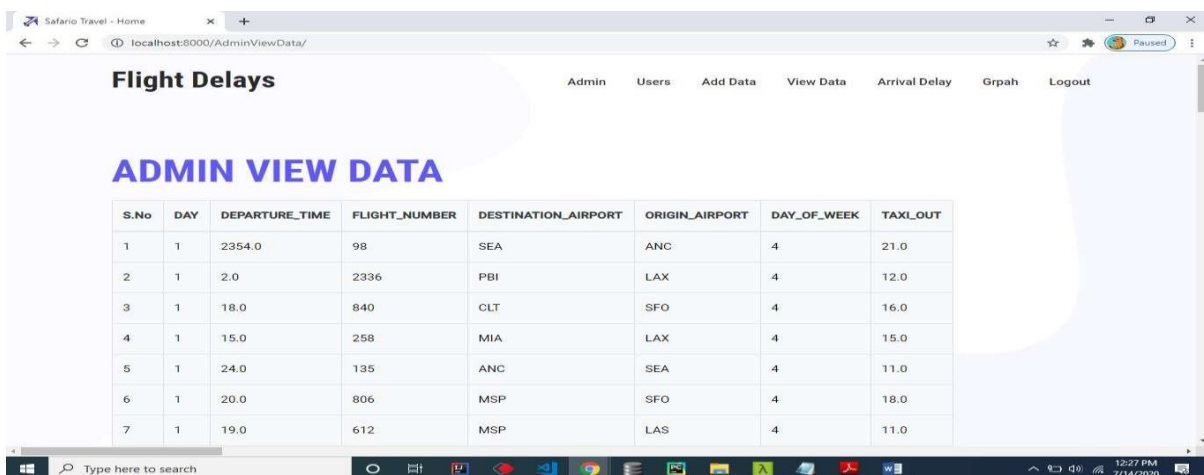 Safario Travel - Home
localhost:8000/AdminViewData/
Paused
Flight Delays Admin Users Add Data View Data Arrival Delay Grpah Logout
ADMIN VIEW DATA
S.No DAY DEPARTURE_TIME FLIGHT_NUMBER DESTINATION_AIRPORT ORIGIN_AIRPORT DAY_OF_WEEK TAXI_OUT
1 1 2354.0 98 SEA ANC 4 21.0
2 1 2.0 2336 PBI LAX 4 12.0
3 1 18.0 840 CLT SFO 4 16.0
4 1 15.0 258 MIA LAX 4 15.0
5 1 24.0 135 ANC SEA 4 11.0
6 1 20.0 806 MSP SFO 4 18.0
7 1 19.0 612 MSP LAS 4 11.0
Type here to search
12:27 PM
7/14/2020